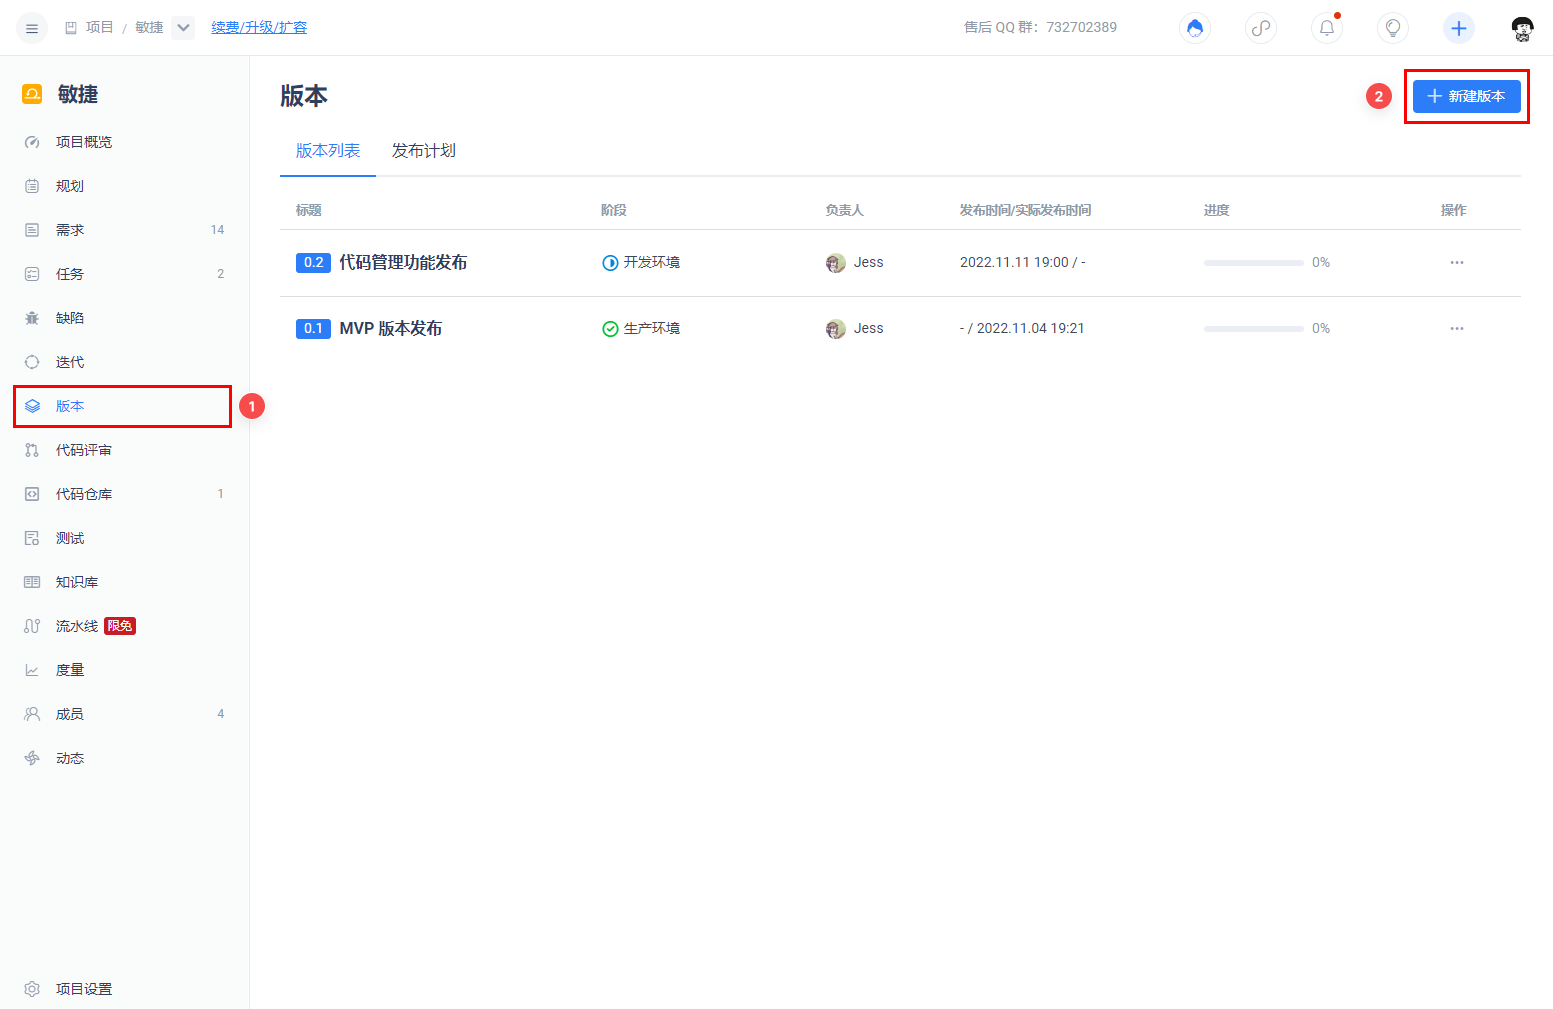 项目 / 敏捷 续费/升级/扩容 售后 QQ 群：732702389
敏捷
项目概览
规划
需求 14
任务 2
缺陷
迭代
版本 1
代码评审
代码仓库 1
测试
知识库
流水线 限免
度量
成员 4
动态
项目设置
版本
2 新建版本
版本列表 发布计划
标题 阶段 负责人 发布时间/实际发布时间 进度 操作
0.2 代码管理功能发布 开发环境 Jess 2022.11.11 19:00 / - 0% ···
0.1 MVP 版本发布 生产环境 Jess - / 2022.11.04 19:21 0% ···